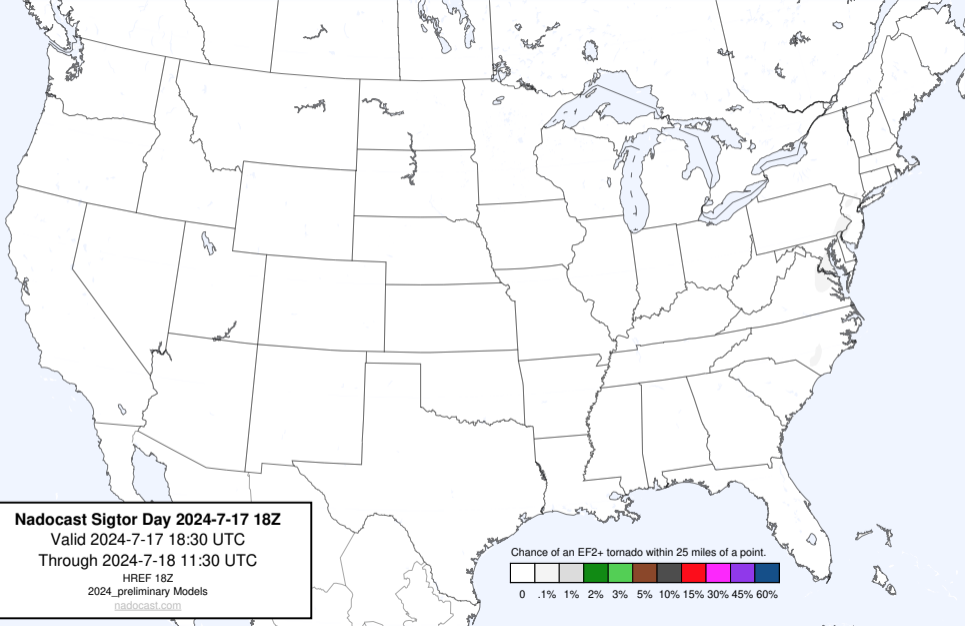 Nadocast Sigtor Day 2024-7-17 18Z
Valid 2024-7-17 18:30 UTC
Through 2024-7-18 11:30 UTC
HREF 18Z
2024_preliminary Models
nadocast.com
Chance of an EF2+ tornado within 25 miles of a point.
0 .1% 1% 2% 3% 5% 10% 15% 30% 45% 60%